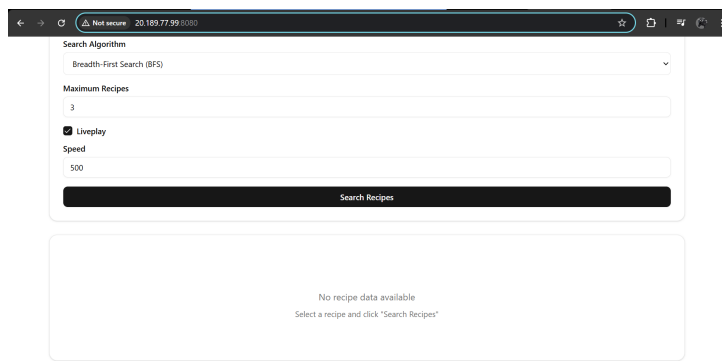 Not secure 20.189.77.99:8080
Search Algorithm
Breadth-First Search (BFS)
Maximum Recipes
3
Liveplay
Speed
500
Search Recipes
No recipe data available
Select a recipe and click "Search Recipes"